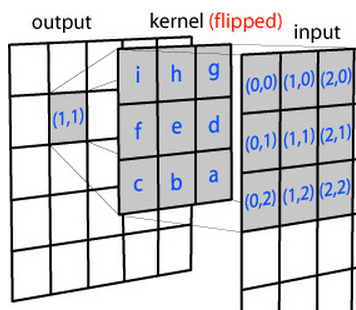 output
kernel (flipped)
input
i h g
f e d
c b a
(1,1)
(0,0) (1,0) (2,0)
(0,1) (1,1) (2,1)
(0,2) (1,2) (2,2)